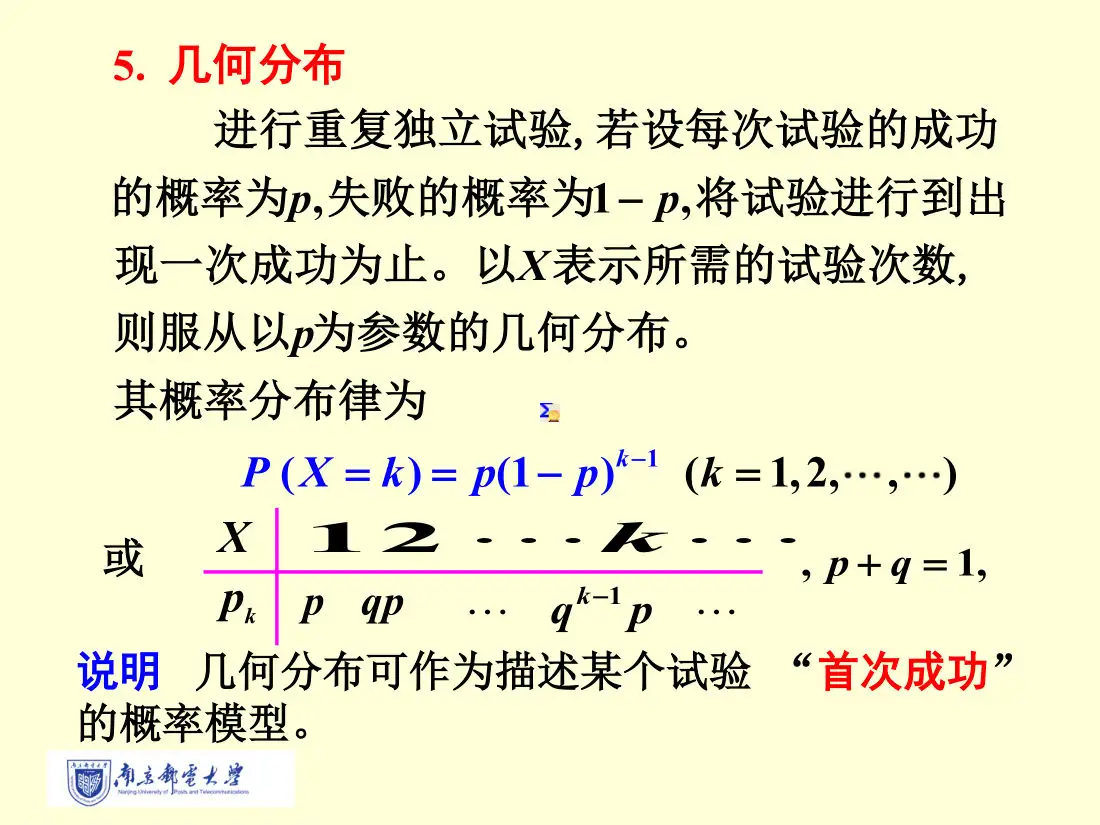 5. 几何分布
进行重复独立试验,若设每次试验的成功
的概率为p,失败的概率为1－p,将试验进行到出
现一次成功为止。以X表示所需的试验次数,
则服从以p为参数的几何分布。
其概率分布律为
P(X = k) = p(1 − p)^{k−1} (k = 1,2,⋯,⋯)
或 X 1 2 ⋯ k ⋯ , p + q = 1,
p_k p qp ⋯ q^{k−1}p ⋯
说明 几何分布可作为描述某个试验 “首次成功”
的概率模型。
南京邮电大学
Nanjing University of Posts and Telecommunications